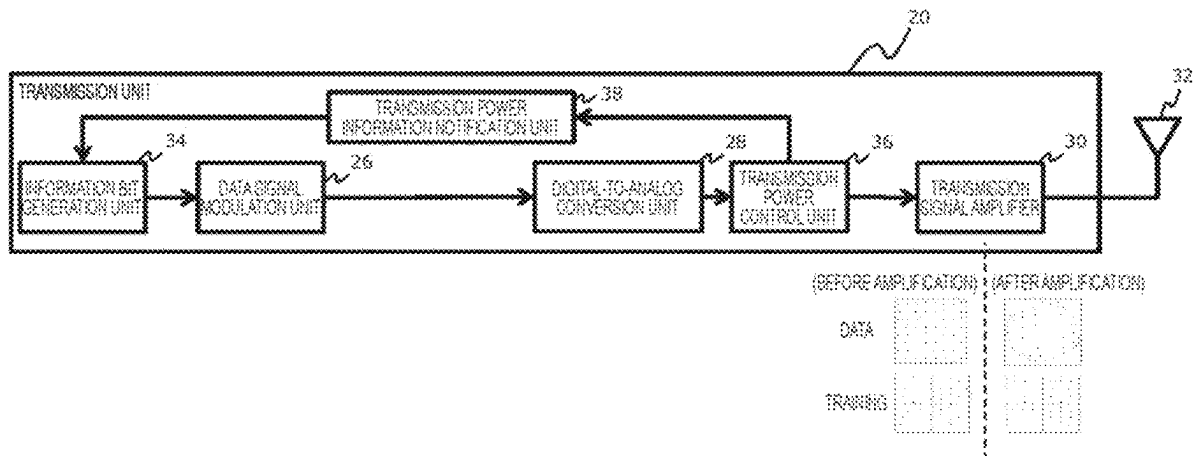 20
TRANSMISSION UNIT
32
TRANSMISSION POWER
INFORMATION NOTIFICATION UNIT
38
34
INFORMATION BIT
GENERATION UNIT
26
DATA SIGNAL
MODULATION UNIT
28
DIGITAL-TO-ANALOG
CONVERSION UNIT
36
TRANSMISSION
POWER
CONTROL UNIT
30
TRANSMISSION
SIGNAL AMPLIFIER
(BEFORE AMPLIFICATION)
(AFTER AMPLIFICATION)
DATA
TRAINING